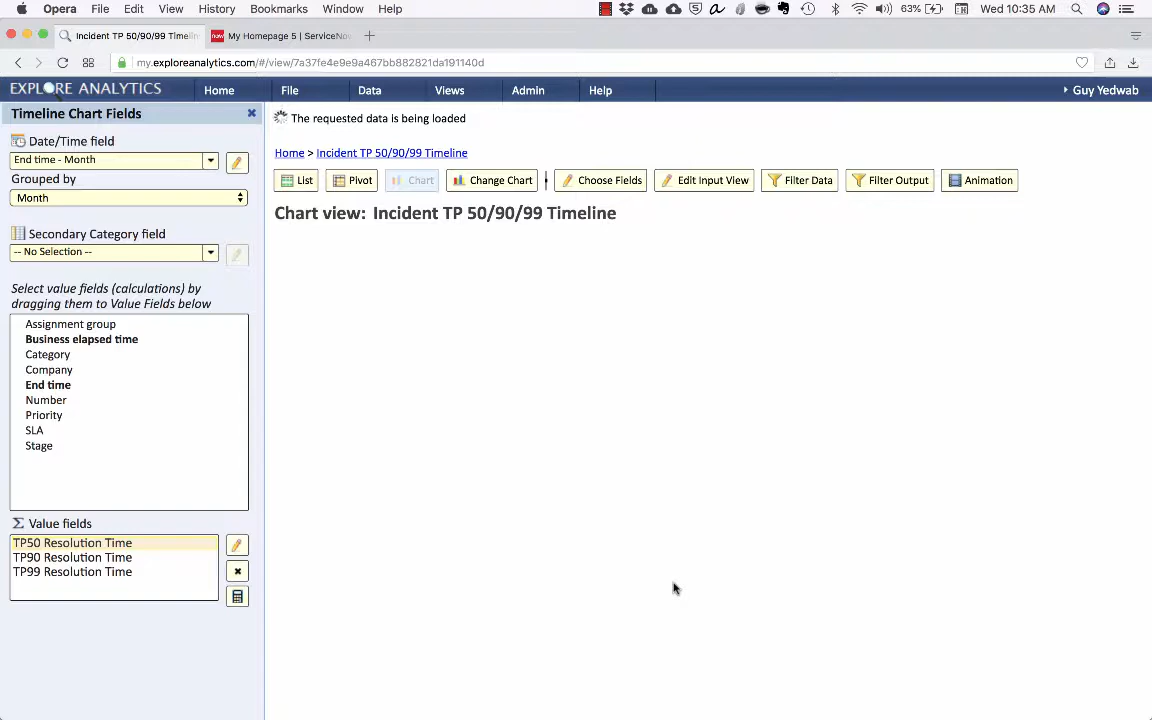 Opera File Edit View History Bookmarks Window Help 63% Wed 10:35 AM
Incident TP 50/90/99 Timelin
now My Homepage 5 | ServiceNo
my.exploreanalytics.com/#/view/7a37fe4e9e9a467bb882821da191140d
EXPLORE ANALYTICS Home File Data Views Admin Help Guy Yedwab
Timeline Chart Fields
Date/Time field
End time - Month
Grouped by
Month
Secondary Category field
-- No Selection --
Select value fields (calculations) by
dragging them to Value Fields below
Assignment group
Business elapsed time
Category
Company
End time
Number
Priority
SLA
Stage
Value fields
TP50 Resolution Time
TP90 Resolution Time
TP99 Resolution Time
The requested data is being loaded
Home > Incident TP 50/90/99 Timeline
List Pivot Chart Change Chart Choose Fields Edit Input View Filter Data Filter Output Animation
Chart view: Incident TP 50/90/99 Timeline